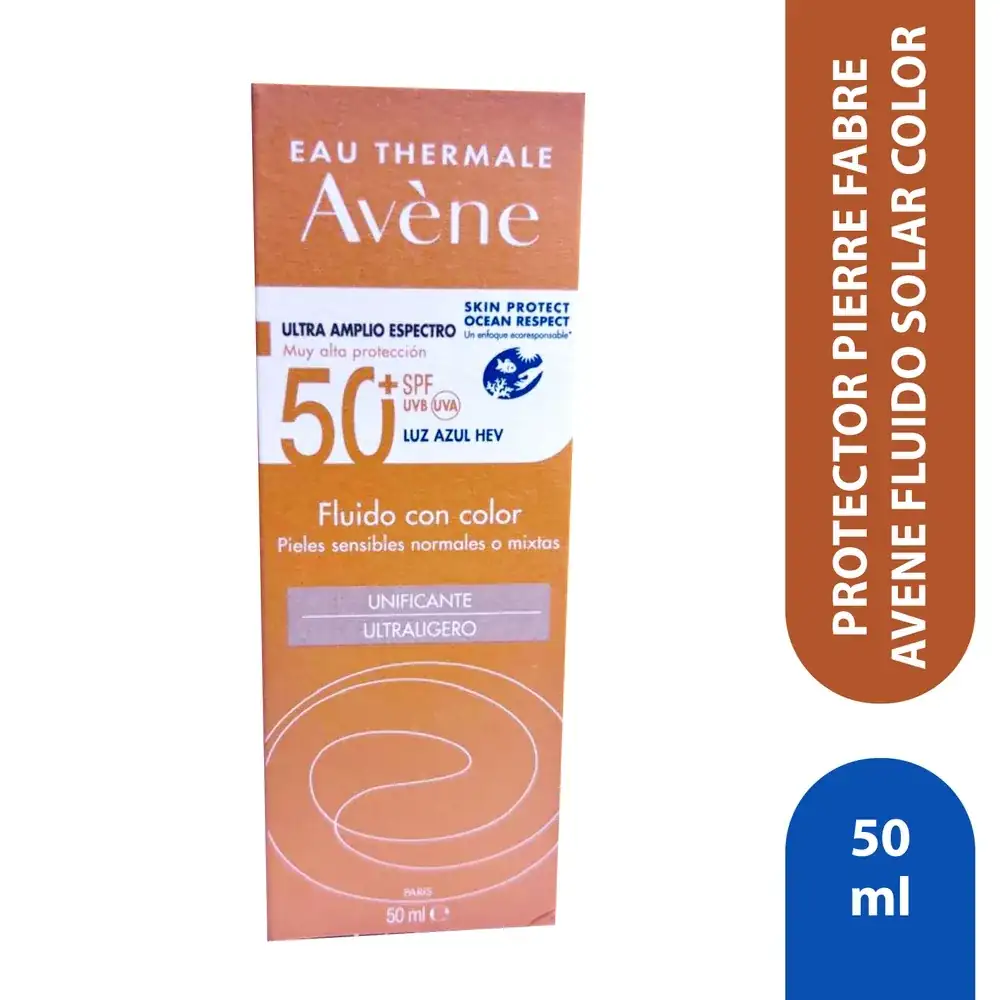 EAU THERMALE
Avène
ULTRA AMPLIO ESPECTRO
Muy alta protección
50+ SPF
UVB UVA
LUZ AZUL HEV
SKIN PROTECT
OCEAN RESPECT
Un enfoque ecoresponsable*
Fluido con color
Pieles sensibles normales o mixtas
UNIFICANTE
ULTRALIGERO
PARIS
50 ml e
PROTECTOR PIERRE FABRE
AVENE FLUIDO SOLAR COLOR
50
ml